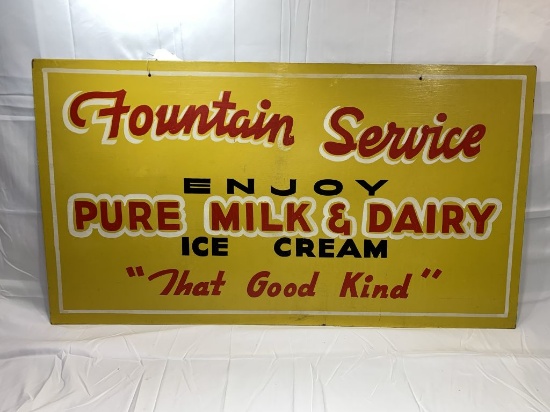 Fountain Service
ENJOY
PURE MILK & DAIRY
ICE CREAM
"That Good Kind"